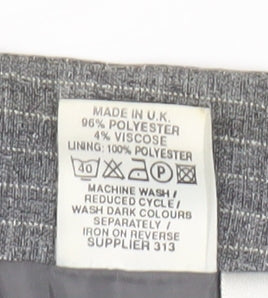 MADE IN U.K.
96% POLYESTER
4% VISCOSE
LINING: 100% POLYESTER
40 P
MACHINE WASH /
REDUCED CYCLE /
WASH DARK COLOURS
SEPARATELY /
IRON ON REVERSE
SUPPLIER 313